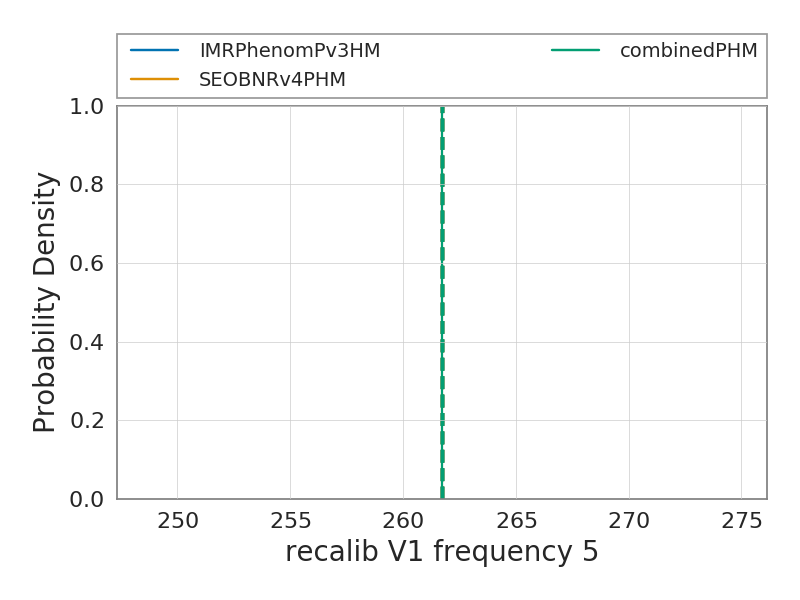 IMRPhenomPv3HM
SEOBNRv4PHM
combinedPHM
1.0
0.8
0.6
0.4
0.2
0.0
Probability Density
250 255 260 265 270 275
recalib V1 frequency 5